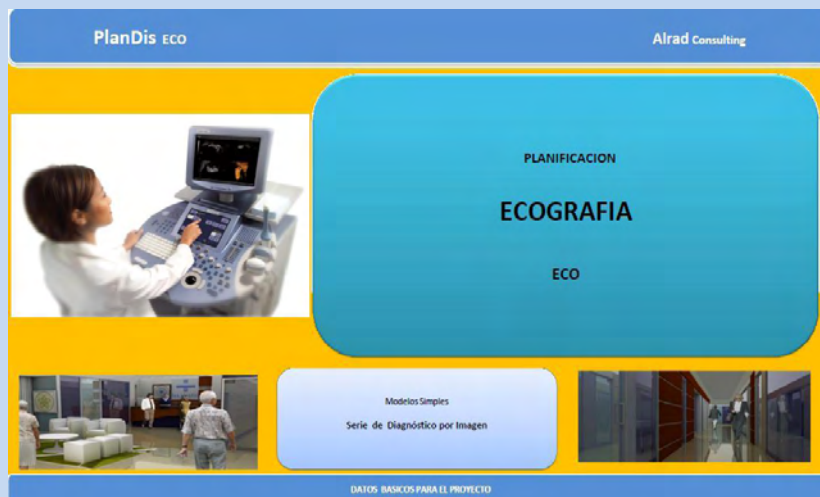 PlanDis ECO
Alrad Consulting
PLANIFICACION
ECOGRAFIA
ECO
Modelos Simples
Serie de Diagnóstico por Imagen
DATOS BASICOS PARA EL PROYECTO